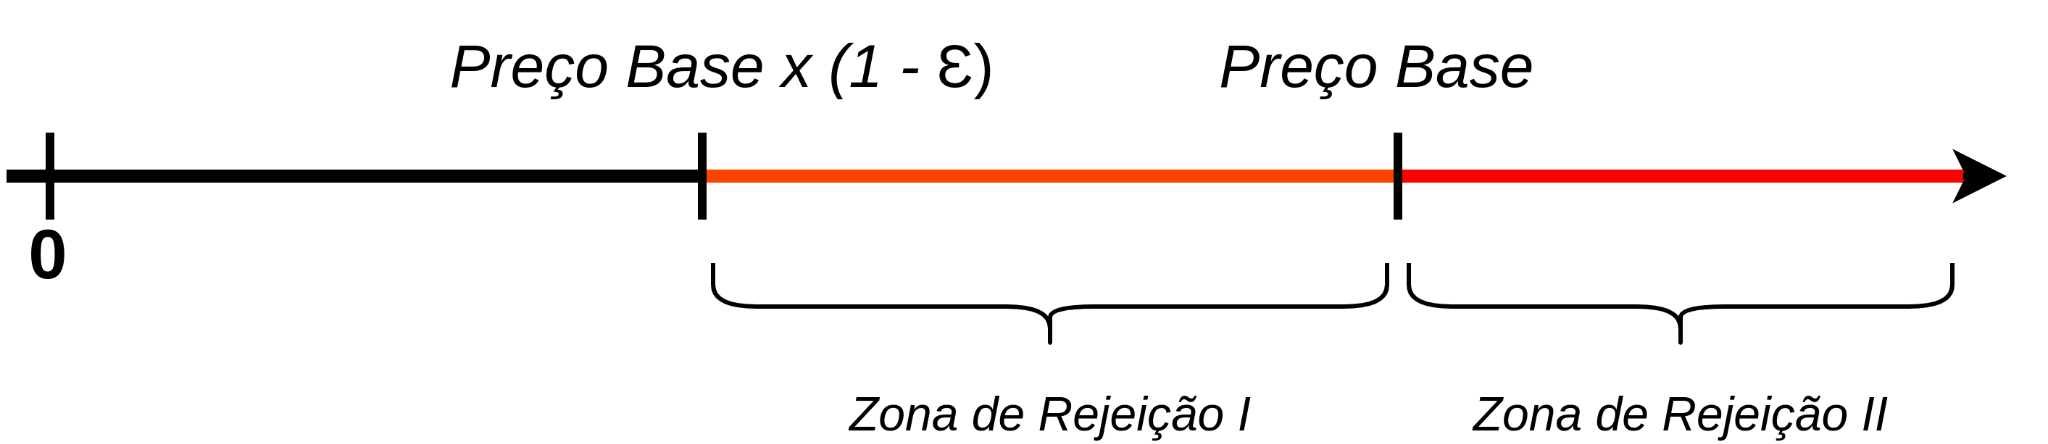 Preço Base x (1 - Ɛ)
Preço Base
0
Zona de Rejeição I
Zona de Rejeição II